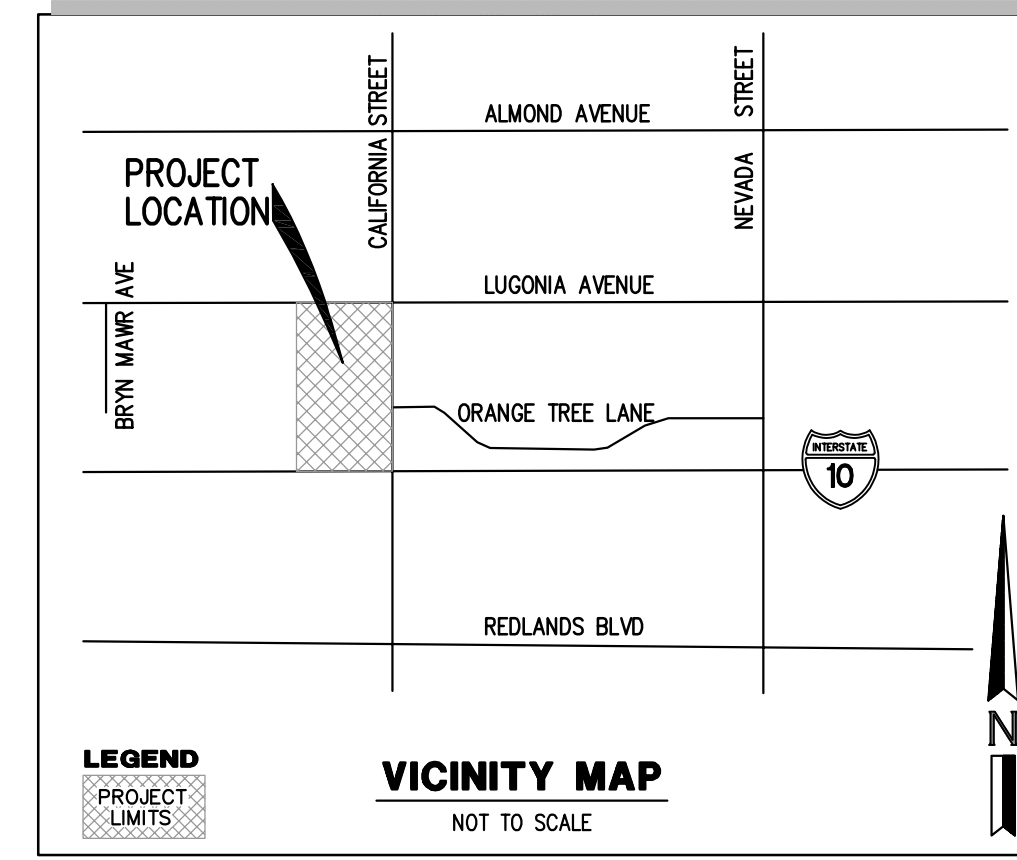 CALIFORNIA STREET
NEVADA STREET
ALMOND AVENUE
PROJECT
LOCATION
BRYN MAWR AVE
LUGONIA AVENUE
ORANGE TREE LANE
INTERSTATE
10
REDLANDS BLVD
N
LEGEND
PROJECT
LIMITS
VICINITY MAP
NOT TO SCALE